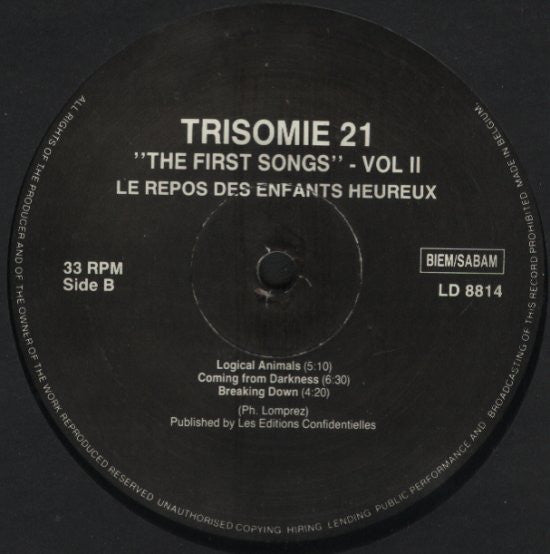 TRISOMIE 21
''THE FIRST SONGS'' - VOL II
LE REPOS DES ENFANTS HEUREUX
33 RPM
Side B
BIEM/SABAM
LD 8814
Logical Animals (5:10)
Coming from Darkness (6:30)
Breaking Down (4:20)
(Ph. Lomprez)
Published by Les Editions Confidentielles
ALL RIGHTS OF THE PRODUCER AND OF THE OWNER OF THE WORK REPRODUCED RESERVED UNAUTHORISED COPYING HIRING LENDING PUBLIC PERFORMANCE AND BROADCASTING OF THIS RECORD PROHIBITED MADE IN BELGIUM.